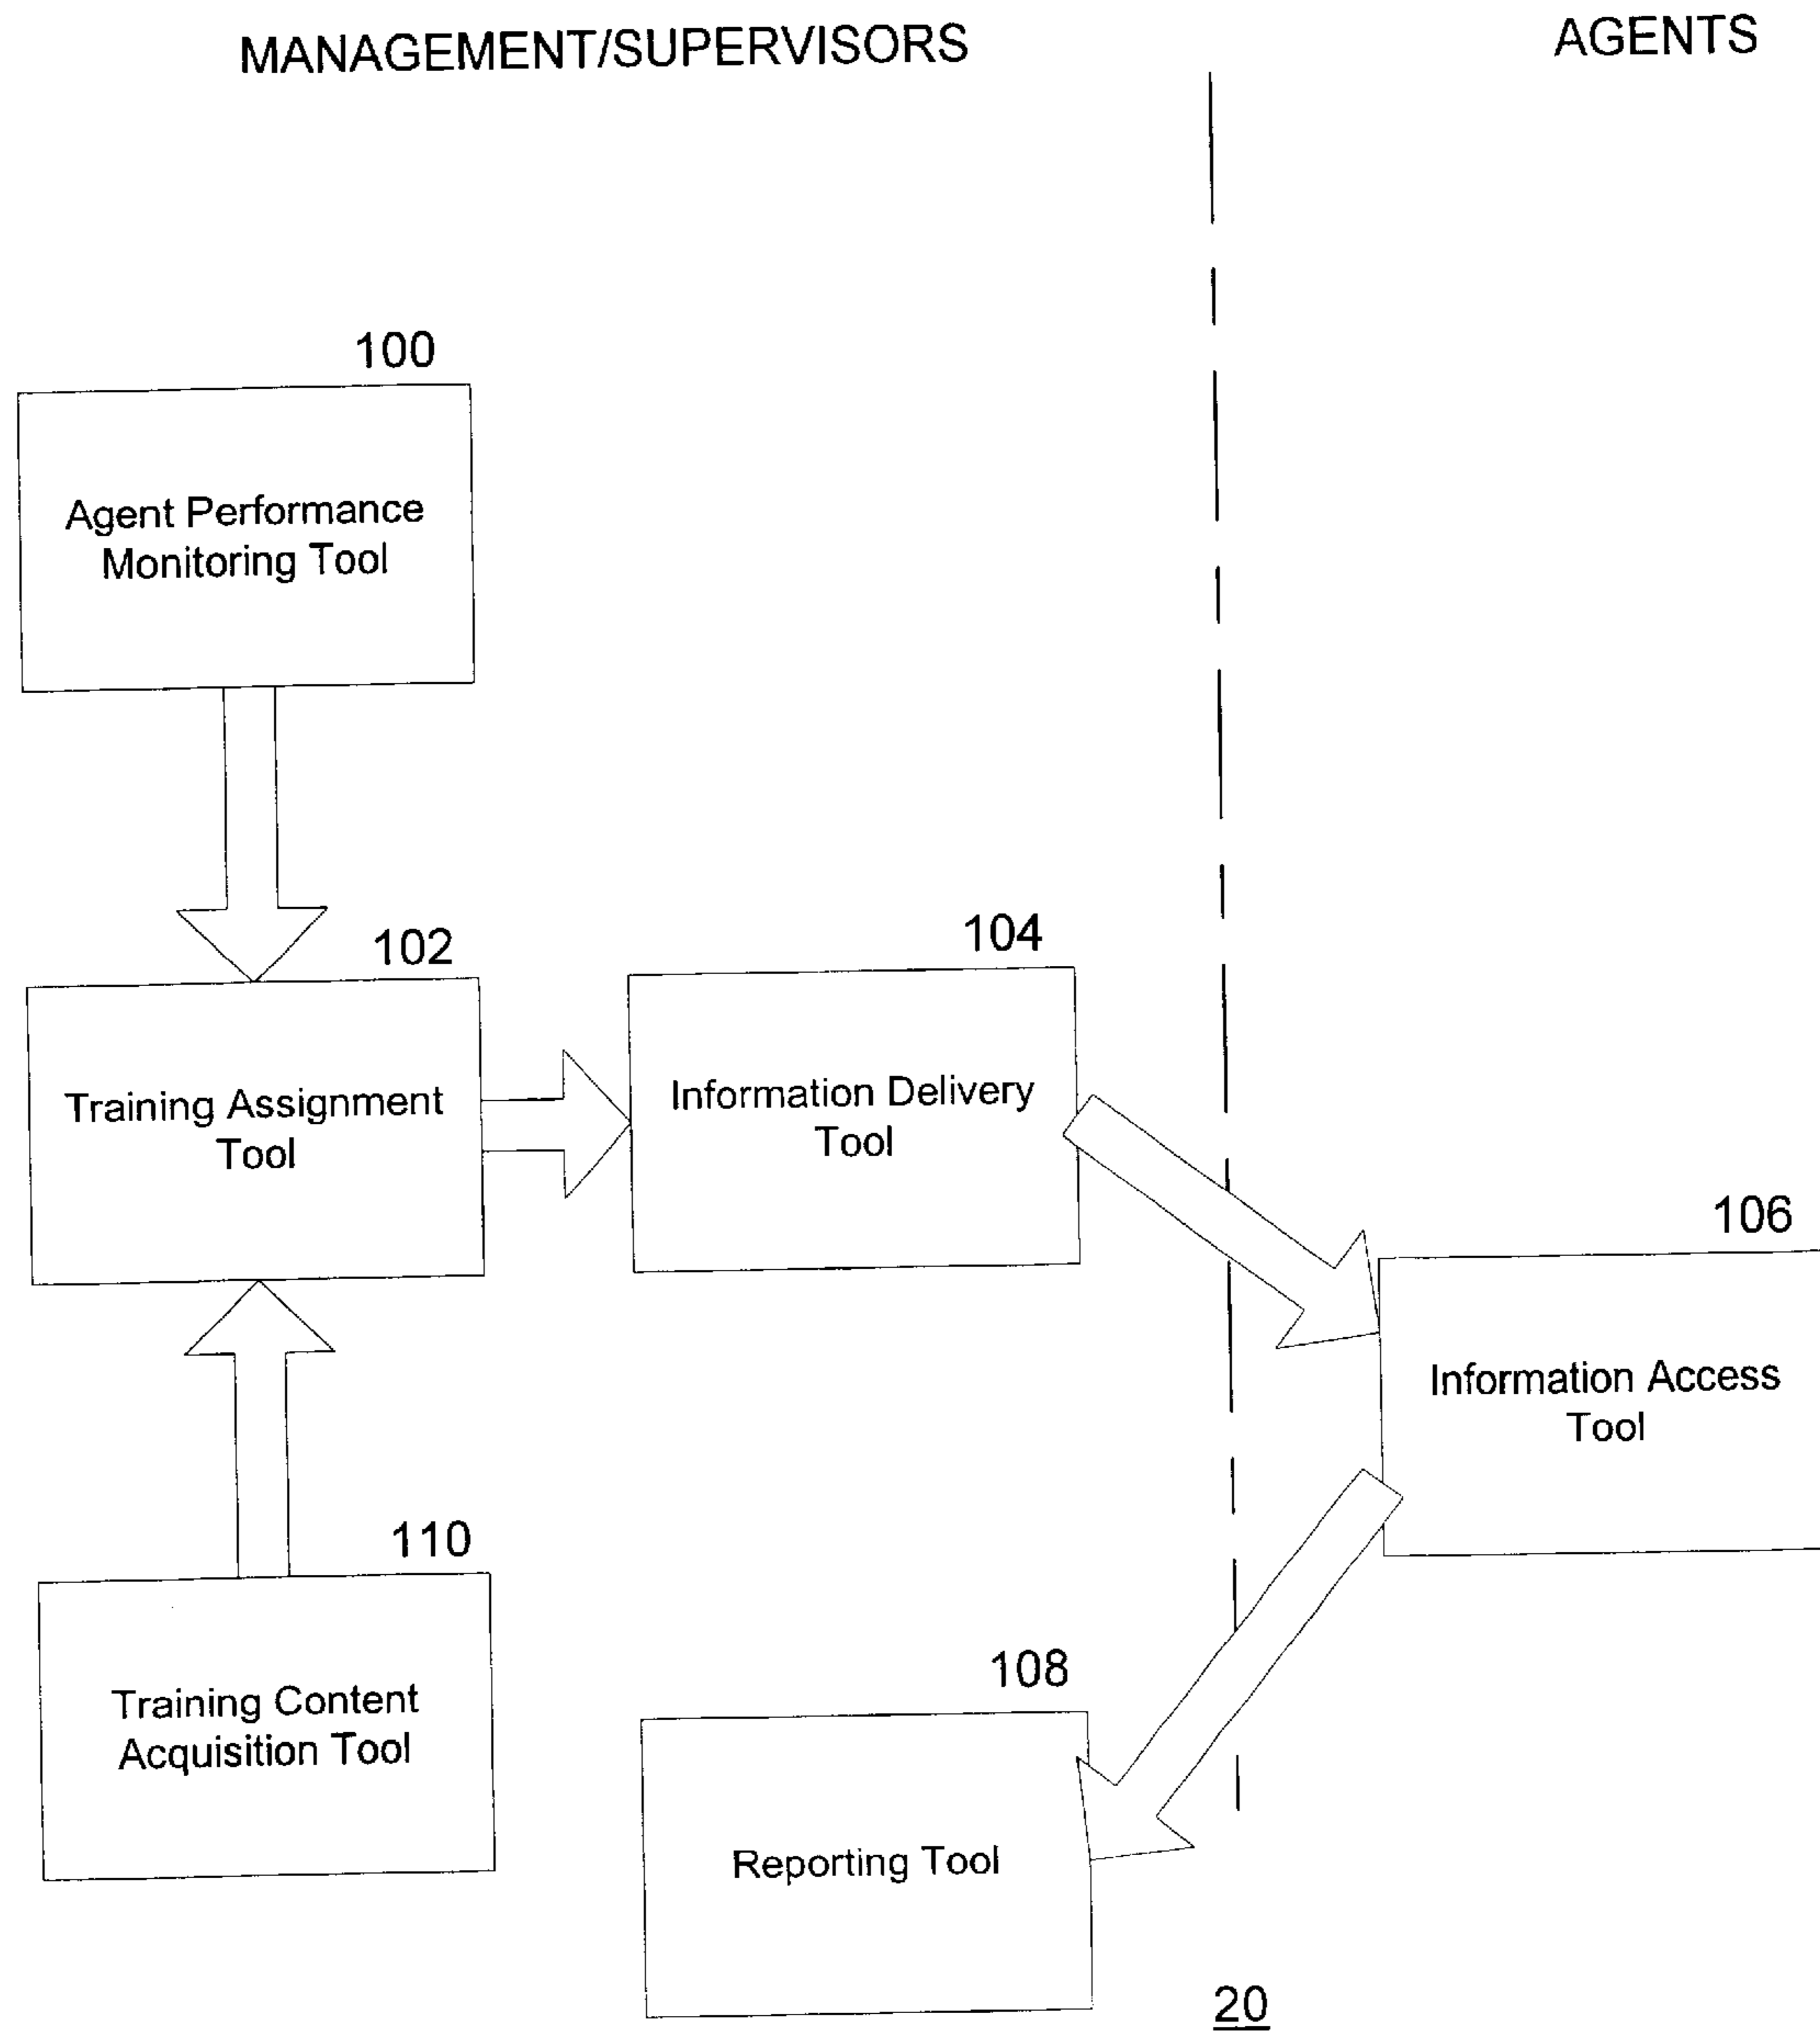 MANAGEMENT/SUPERVISORS
AGENTS
100
Agent Performance
Monitoring Tool
102
Training Assignment
Tool
104
Information Delivery
Tool
106
Information Access
Tool
110
Training Content
Acquisition Tool
108
Reporting Tool
20